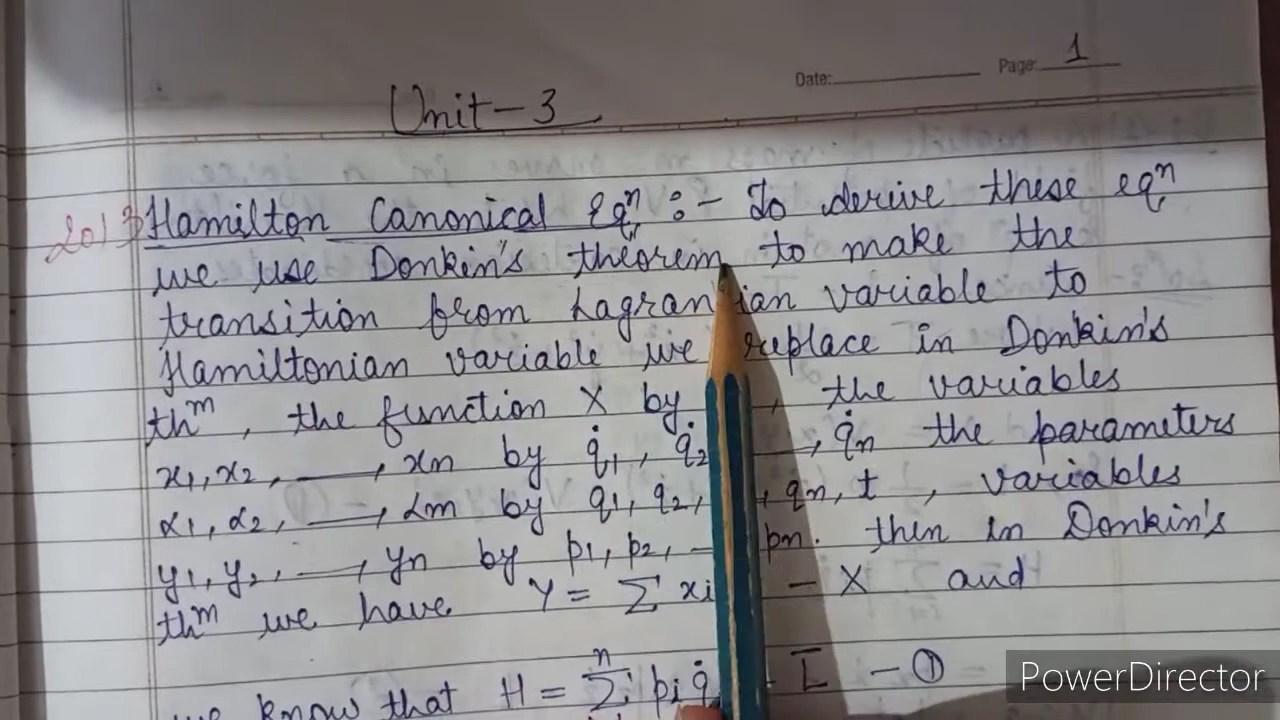 Date: Page: 1
Unit-3
2013 Hamilton Canonical Eqⁿ :- To derive these eqⁿ
we use Donkin's theorem to make the
transition from Lagran ian variable to
Hamiltonian variable we replace in Donkin's
thᵐ, the function X by , the variables
x₁, x₂, —, xn by q̇₁, q̇₂ —, q̇n the parameters
α₁, α₂, —, αm by q₁, q₂, , qn, t , variables
y₁, y₂, —, yn by p₁, p₂, — pn. then in Donkin's
thᵐ we have Y = Σ xi - X and
we know that H = Σⁿᵢ pᵢ q̇ - L - ①
PowerDirector